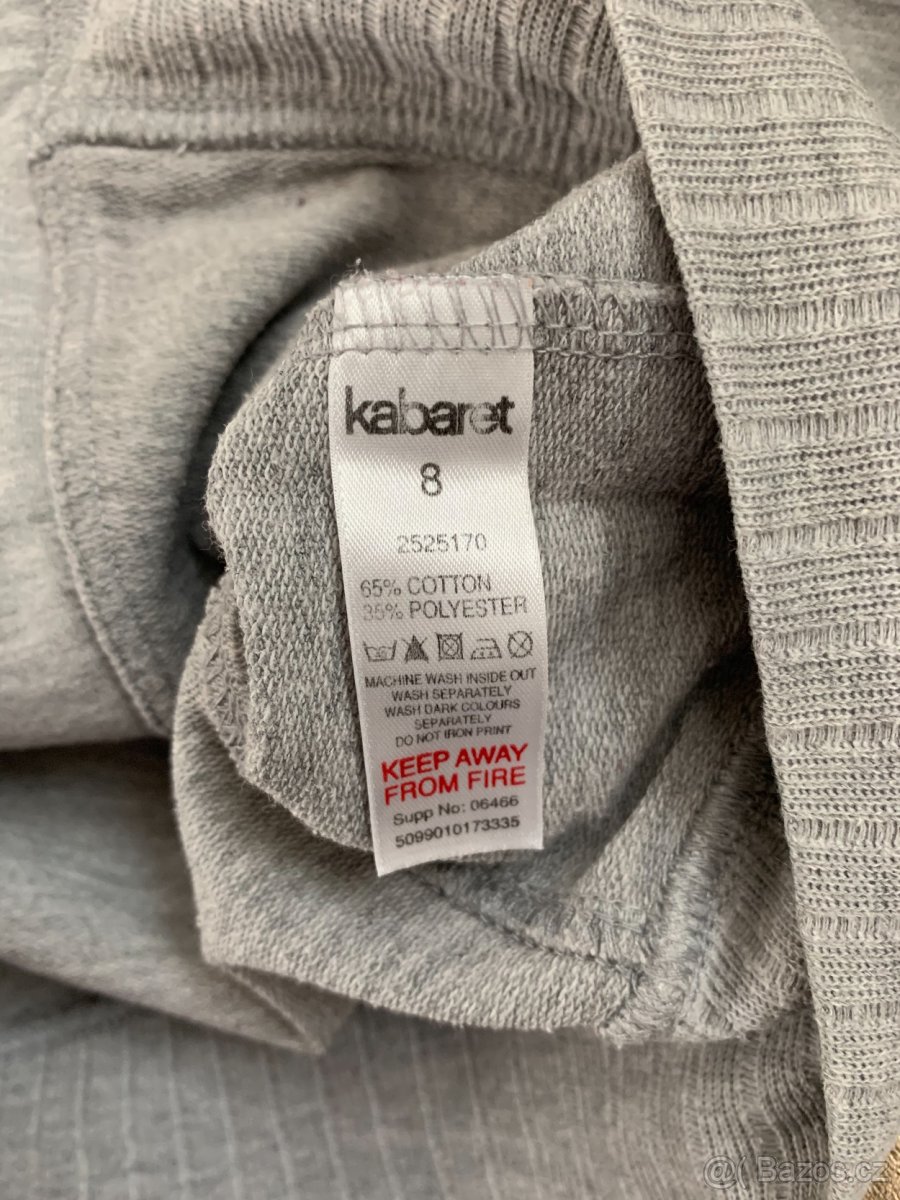 kabaret
8
2525170
65% COTTON
35% POLYESTER
MACHINE WASH INSIDE OUT
WASH SEPARATELY
WASH DARK COLOURS
SEPARATELY
DO NOT IRON PRINT
KEEP AWAY
FROM FIRE
Supp No: 06466
5099010173335
@( Bazos.cz